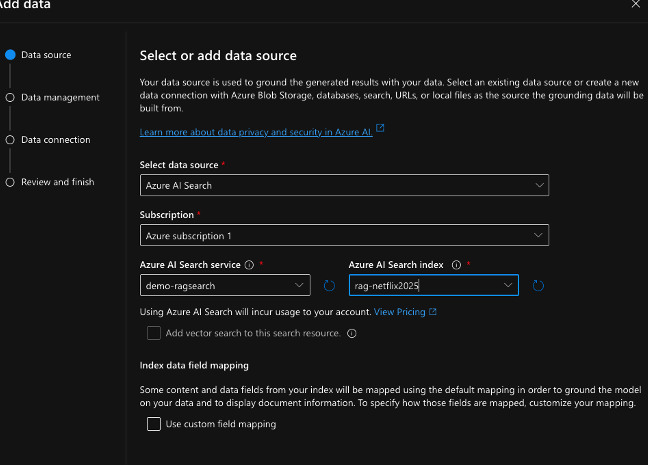 Add data
Data source
Data management
Data connection
Review and finish
Select or add data source
Your data source is used to ground the generated results with your data. Select an existing data source or create a new
data connection with Azure Blob Storage, databases, search, URLs, or local files as the source the grounding data will be
built from.
Learn more about data privacy and security in Azure AI.
Select data source *
Azure AI Search
Subscription *
Azure subscription 1
Azure AI Search service *
demo-ragsearch
Azure AI Search index *
rag-netflix2025
Using Azure AI Search will incur usage to your account. View Pricing
Add vector search to this search resource.
Index data field mapping
Some content and data fields from your index will be mapped using the default mapping in order to ground the model
on your data and to display document information. To specify how those fields are mapped, customize your mapping.
Use custom field mapping